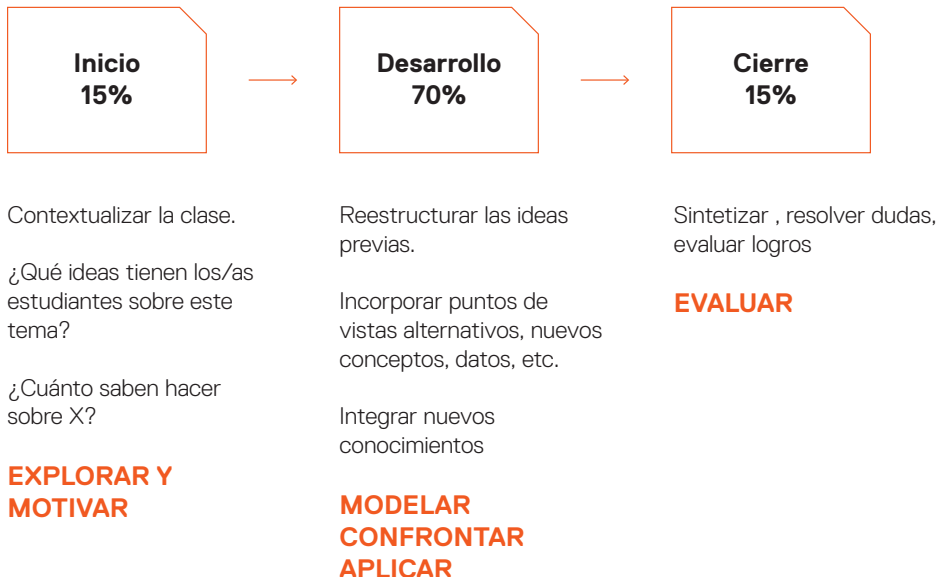 Inicio
15%
Desarrollo
70%
Cierre
15%
Contextualizar la clase.
¿Qué ideas tienen los/as
estudiantes sobre este
tema?
¿Cuánto saben hacer
sobre X?
EXPLORAR Y
MOTIVAR
Reestructurar las ideas
previas.
Incorporar puntos de
vistas alternativos, nuevos
conceptos, datos, etc.
Integrar nuevos
conocimientos
MODELAR
CONFRONTAR
APLICAR
Sintetizar , resolver dudas,
evaluar logros
EVALUAR